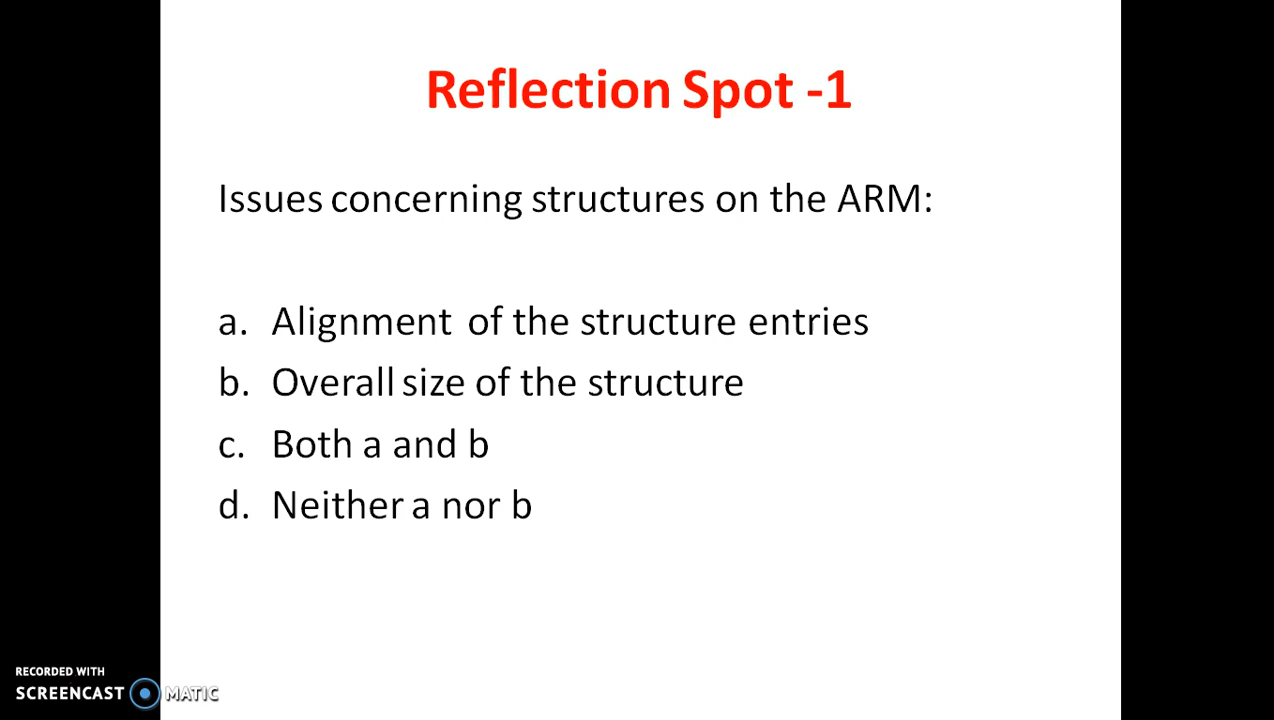 Reflection Spot -1
Issues concerning structures on the ARM:
a. Alignment of the structure entries
b. Overall size of the structure
c. Both a and b
d. Neither a nor b
RECORDED WITH
SCREENCAST MATIC